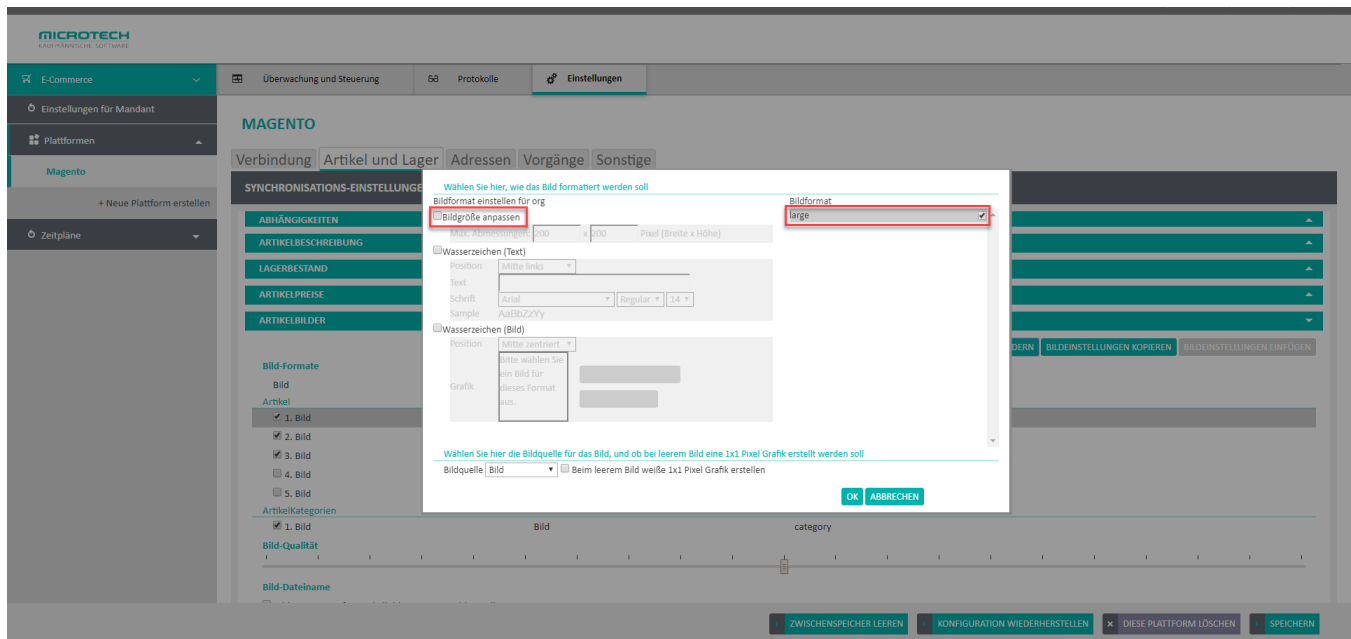 MICROTECH
KAUFMÄNNISCHE SOFTWARE
E-Commerce
Überwachung und Steuerung
Protokolle
Einstellungen
Einstellungen für Mandant
Plattformen
Magento
+ Neue Plattform erstellen
Zeitpläne
MAGENTO
Verbindung Artikel und Lager Adressen Vorgänge Sonstige
SYNCHRONISATIONS-EINSTELLUNGE
ABHÄNGIGKEITEN
ARTIKELBESCHREIBUNG
LAGERBESTAND
ARTIKELPREISE
ARTIKELBILDER
DERN BILDEINSTELLUNGEN KOPIEREN BILDEINSTELLUNGEN EINFÜGEN
Bild-Formate
Bild
Artikel
1. Bild
2. Bild
3. Bild
4. Bild
5. Bild
ArtikelKategorien
1. Bild Bild category
Bild-Qualität
Bild-Dateiname
Wählen Sie hier, wie das Bild formatiert werden soll
Bildformat einstellen für org
Bildformat
Bildgröße anpassen
large
Max. Abmessungen: 200 x 200 Pixel (Breite x Höhe)
Wasserzeichen (Text)
Position Mitte links
Text
Schrift Arial Regular 14
Sample AaBbZzYy
Wasserzeichen (Bild)
Position Mitte zentriert
Grafik
Bitte wählen Sie
ein Bild für
dieses Format
aus.
Wählen Sie hier die Bildquelle für das Bild, und ob bei leerem Bild eine 1x1 Pixel Grafik erstellt werden soll
Bildquelle Bild Beim leerem Bild weiße 1x1 Pixel Grafik erstellen
OK ABBRECHEN
ZWISCHENSPEICHER LEEREN
KONFIGURATION WIEDERHERSTELLEN
DIESE PLATTFORM LÖSCHEN
SPEICHERN